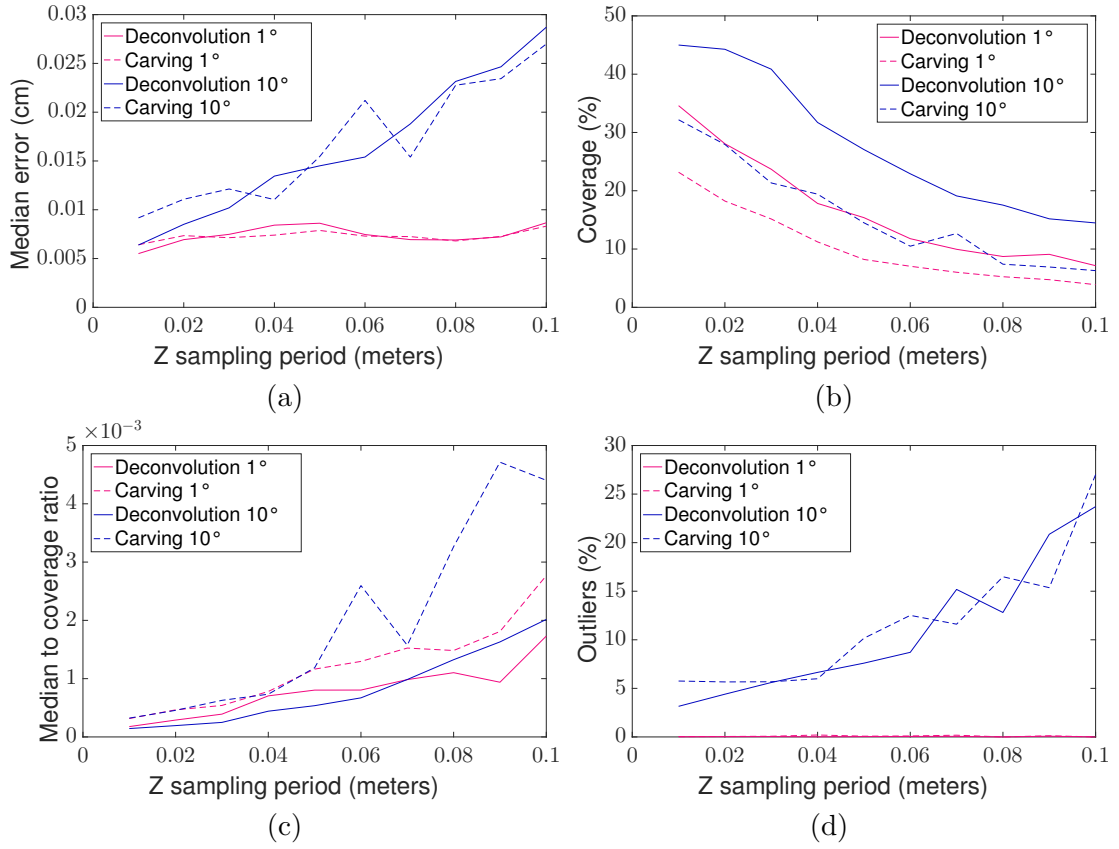 0.03
0.025
0.02
0.015
0.01
0.005
0
Median error (cm)
Deconvolution 1°
Carving 1°
Deconvolution 10°
Carving 10°
0 0.02 0.04 0.06 0.08 0.1
Z sampling period (meters)
(a)
50
40
30
20
10
0
Coverage (%)
Deconvolution 1°
Carving 1°
Deconvolution 10°
Carving 10°
0 0.02 0.04 0.06 0.08 0.1
Z sampling period (meters)
(b)
×10⁻³
5
4
3
2
1
0
Median to coverage ratio
Deconvolution 1°
Carving 1°
Deconvolution 10°
Carving 10°
0 0.02 0.04 0.06 0.08 0.1
Z sampling period (meters)
(c)
30
25
20
15
10
5
0
Outliers (%)
Deconvolution 1°
Carving 1°
Deconvolution 10°
Carving 10°
0 0.02 0.04 0.06 0.08 0.1
Z sampling period (meters)
(d)